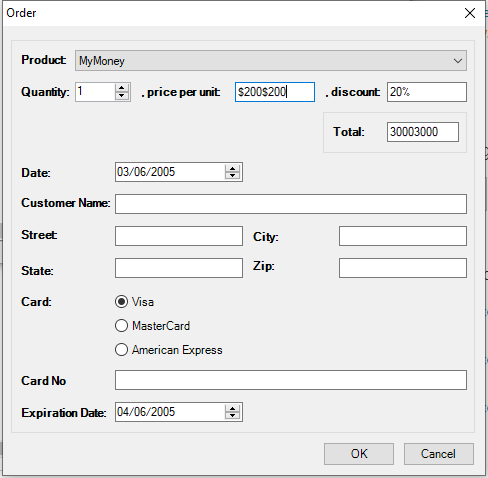 Order
Product: MyMoney
Quantity: 1 , price per unit: $200$200 , discount: 20%
Total: 30003000
Date: 03/06/2005
Customer Name:
Street: City:
State: Zip:
Card: Visa
MasterCard
American Express
Card No
Expiration Date: 04/06/2005
OK Cancel